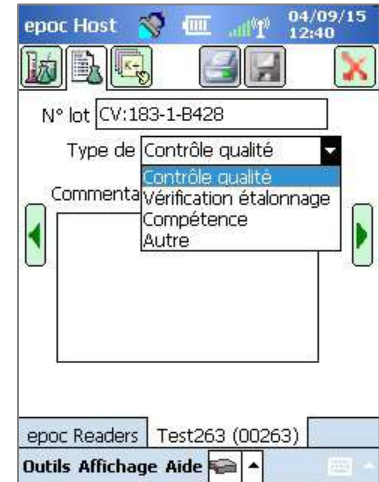 epoc Host 04/09/15
12:40
K+
N° lot CV:183-1-B428
Type de Contrôle qualité
Contrôle qualité
Commenta Vérification étalonnage
Compétence
Autre
epoc Readers Test263 (00263)
Outils Affichage Aide